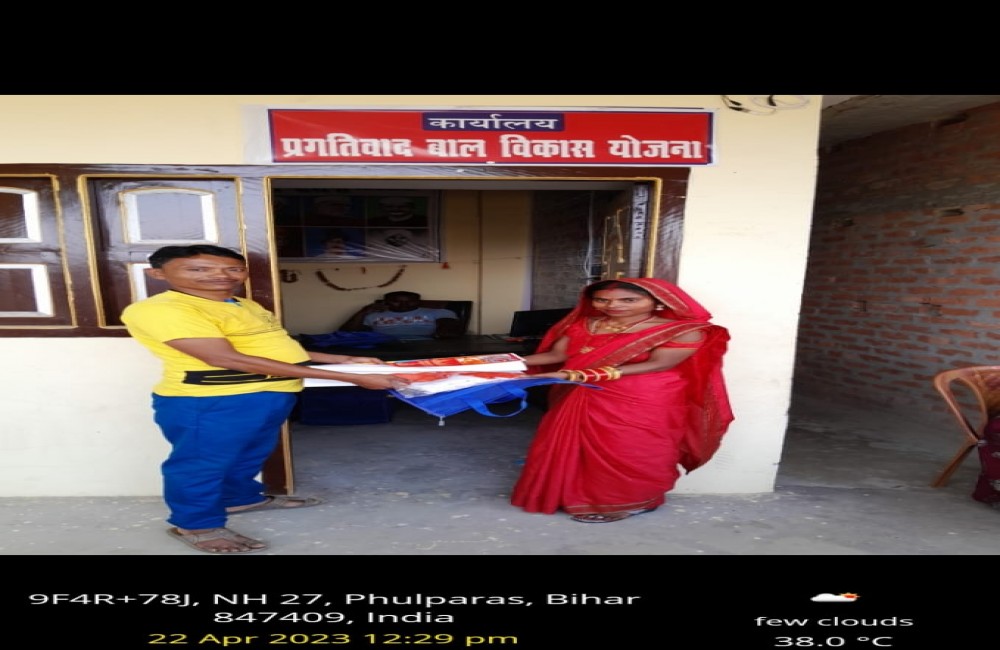 कार्यालय
प्रगतिवाद बाल विकास योजना
9F4R+78J, NH 27, Phulparas, Bihar
847409, India
22 Apr 2023 12:29 pm
few clouds
38.0 °C